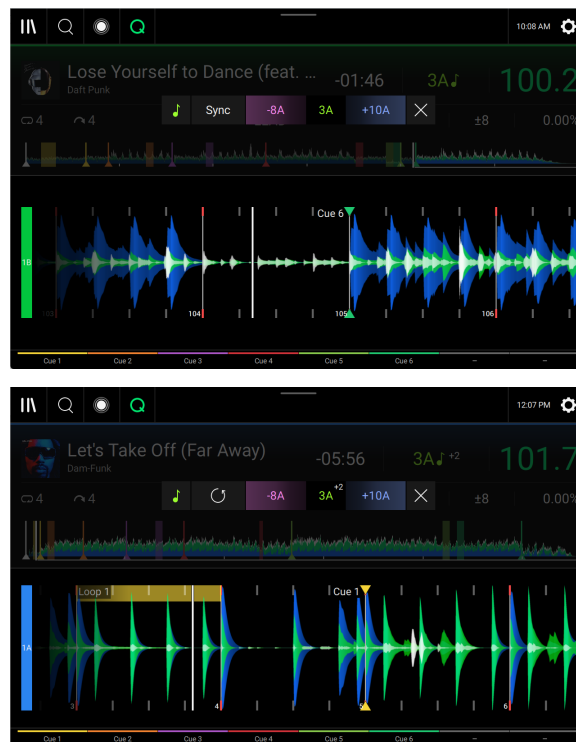 10:08 AM
Lose Yourself to Dance (feat. ...
Daft Punk
-01:46
3A
100.2
4
4
Sync
-8A
3A
+10A
±8
0.00%
Cue 6
1B
103
104
105
106
Cue 1
Cue 2
Cue 3
Cue 4
Cue 5
Cue 6
–
–
12:07 PM
Let's Take Off (Far Away)
Dam-Funk
-05:56
3A +2
101.7
4
4
-8A
3A +2
+10A
±8
0.00%
Loop 1
Cue 1
1A
3
4
5
6
Cue 1
Cue 2
Cue 3
Cue 4
Cue 5
Cue 6
–
–